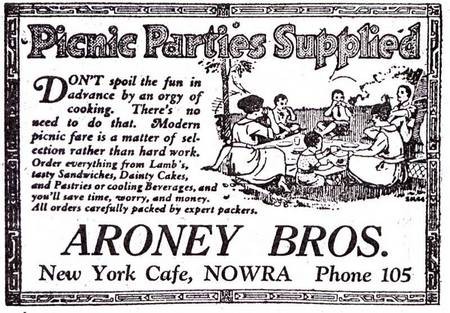 Picnic Parties Supplied
DON'T spoil the fun in
advance by an orgy of
cooking. There's no
need to do that. Modern
picnic fare is a matter of sel-
ection rather than hard work.
Order everything from Lamb's,
tasty Sandwiches, Dainty Cakes,
and Pastries or cooling Beverages, and
you'll save time, worry, and money.
All orders carefully packed by expert packers.
ARONEY BROS.
New York Cafe, NOWRA Phone 105